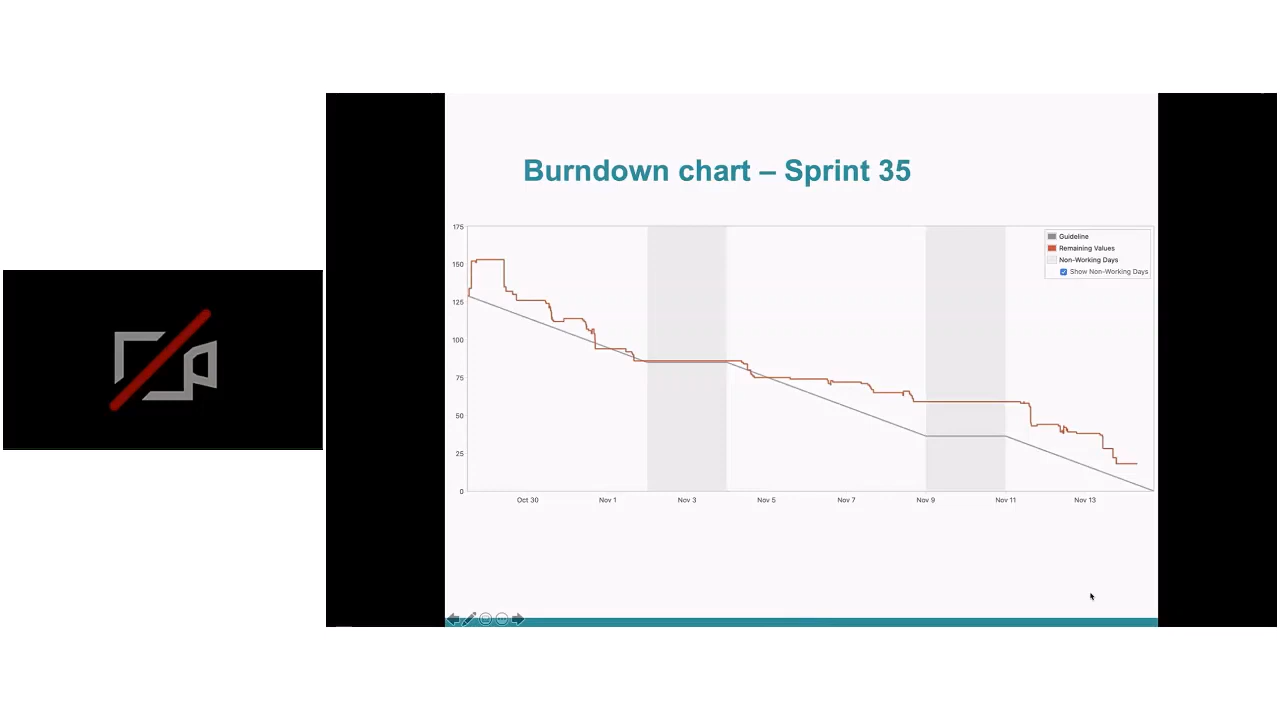 Burndown chart – Sprint 35
175
150
125
100
75
50
25
0
Guideline
Remaining Values
Non-Working Days
Show Non-Working Days
Oct 30
Nov 1
Nov 3
Nov 5
Nov 7
Nov 9
Nov 11
Nov 13